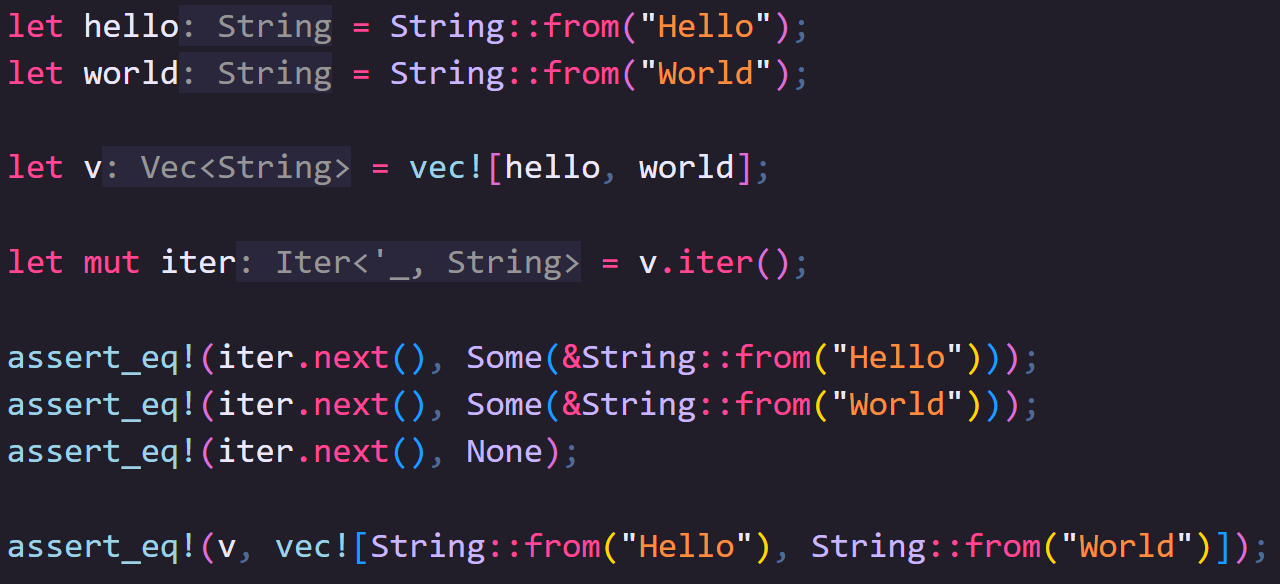 let hello: String = String::from("Hello");
let world: String = String::from("World");
let v: Vec<String> = vec![hello, world];
let mut iter: Iter<'_, String> = v.iter();
assert_eq!(iter.next(), Some(&String::from("Hello")));
assert_eq!(iter.next(), Some(&String::from("World")));
assert_eq!(iter.next(), None);
assert_eq!(v, vec![String::from("Hello"), String::from("World")]);